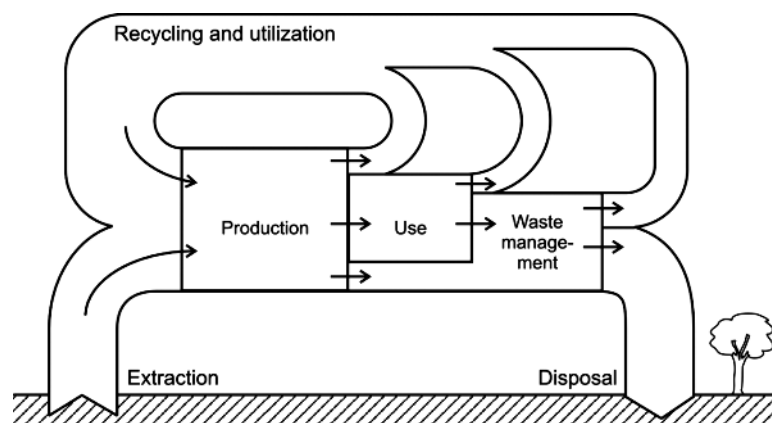 Recycling and utilization
Production
Use
Waste
manage-
ment
Extraction
Disposal